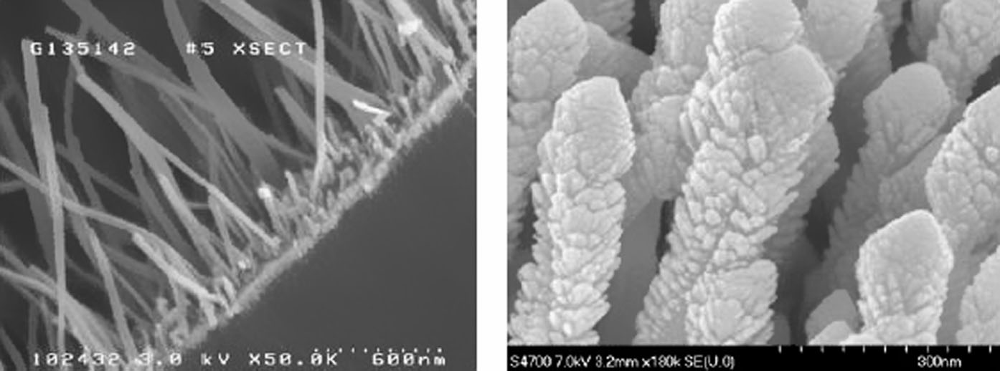 G135142 #5 XSECT
102432 3.0 kV X50.0K 600nm
S4700 7.0kV 3.2mm x180k SE(U.0) 300nm